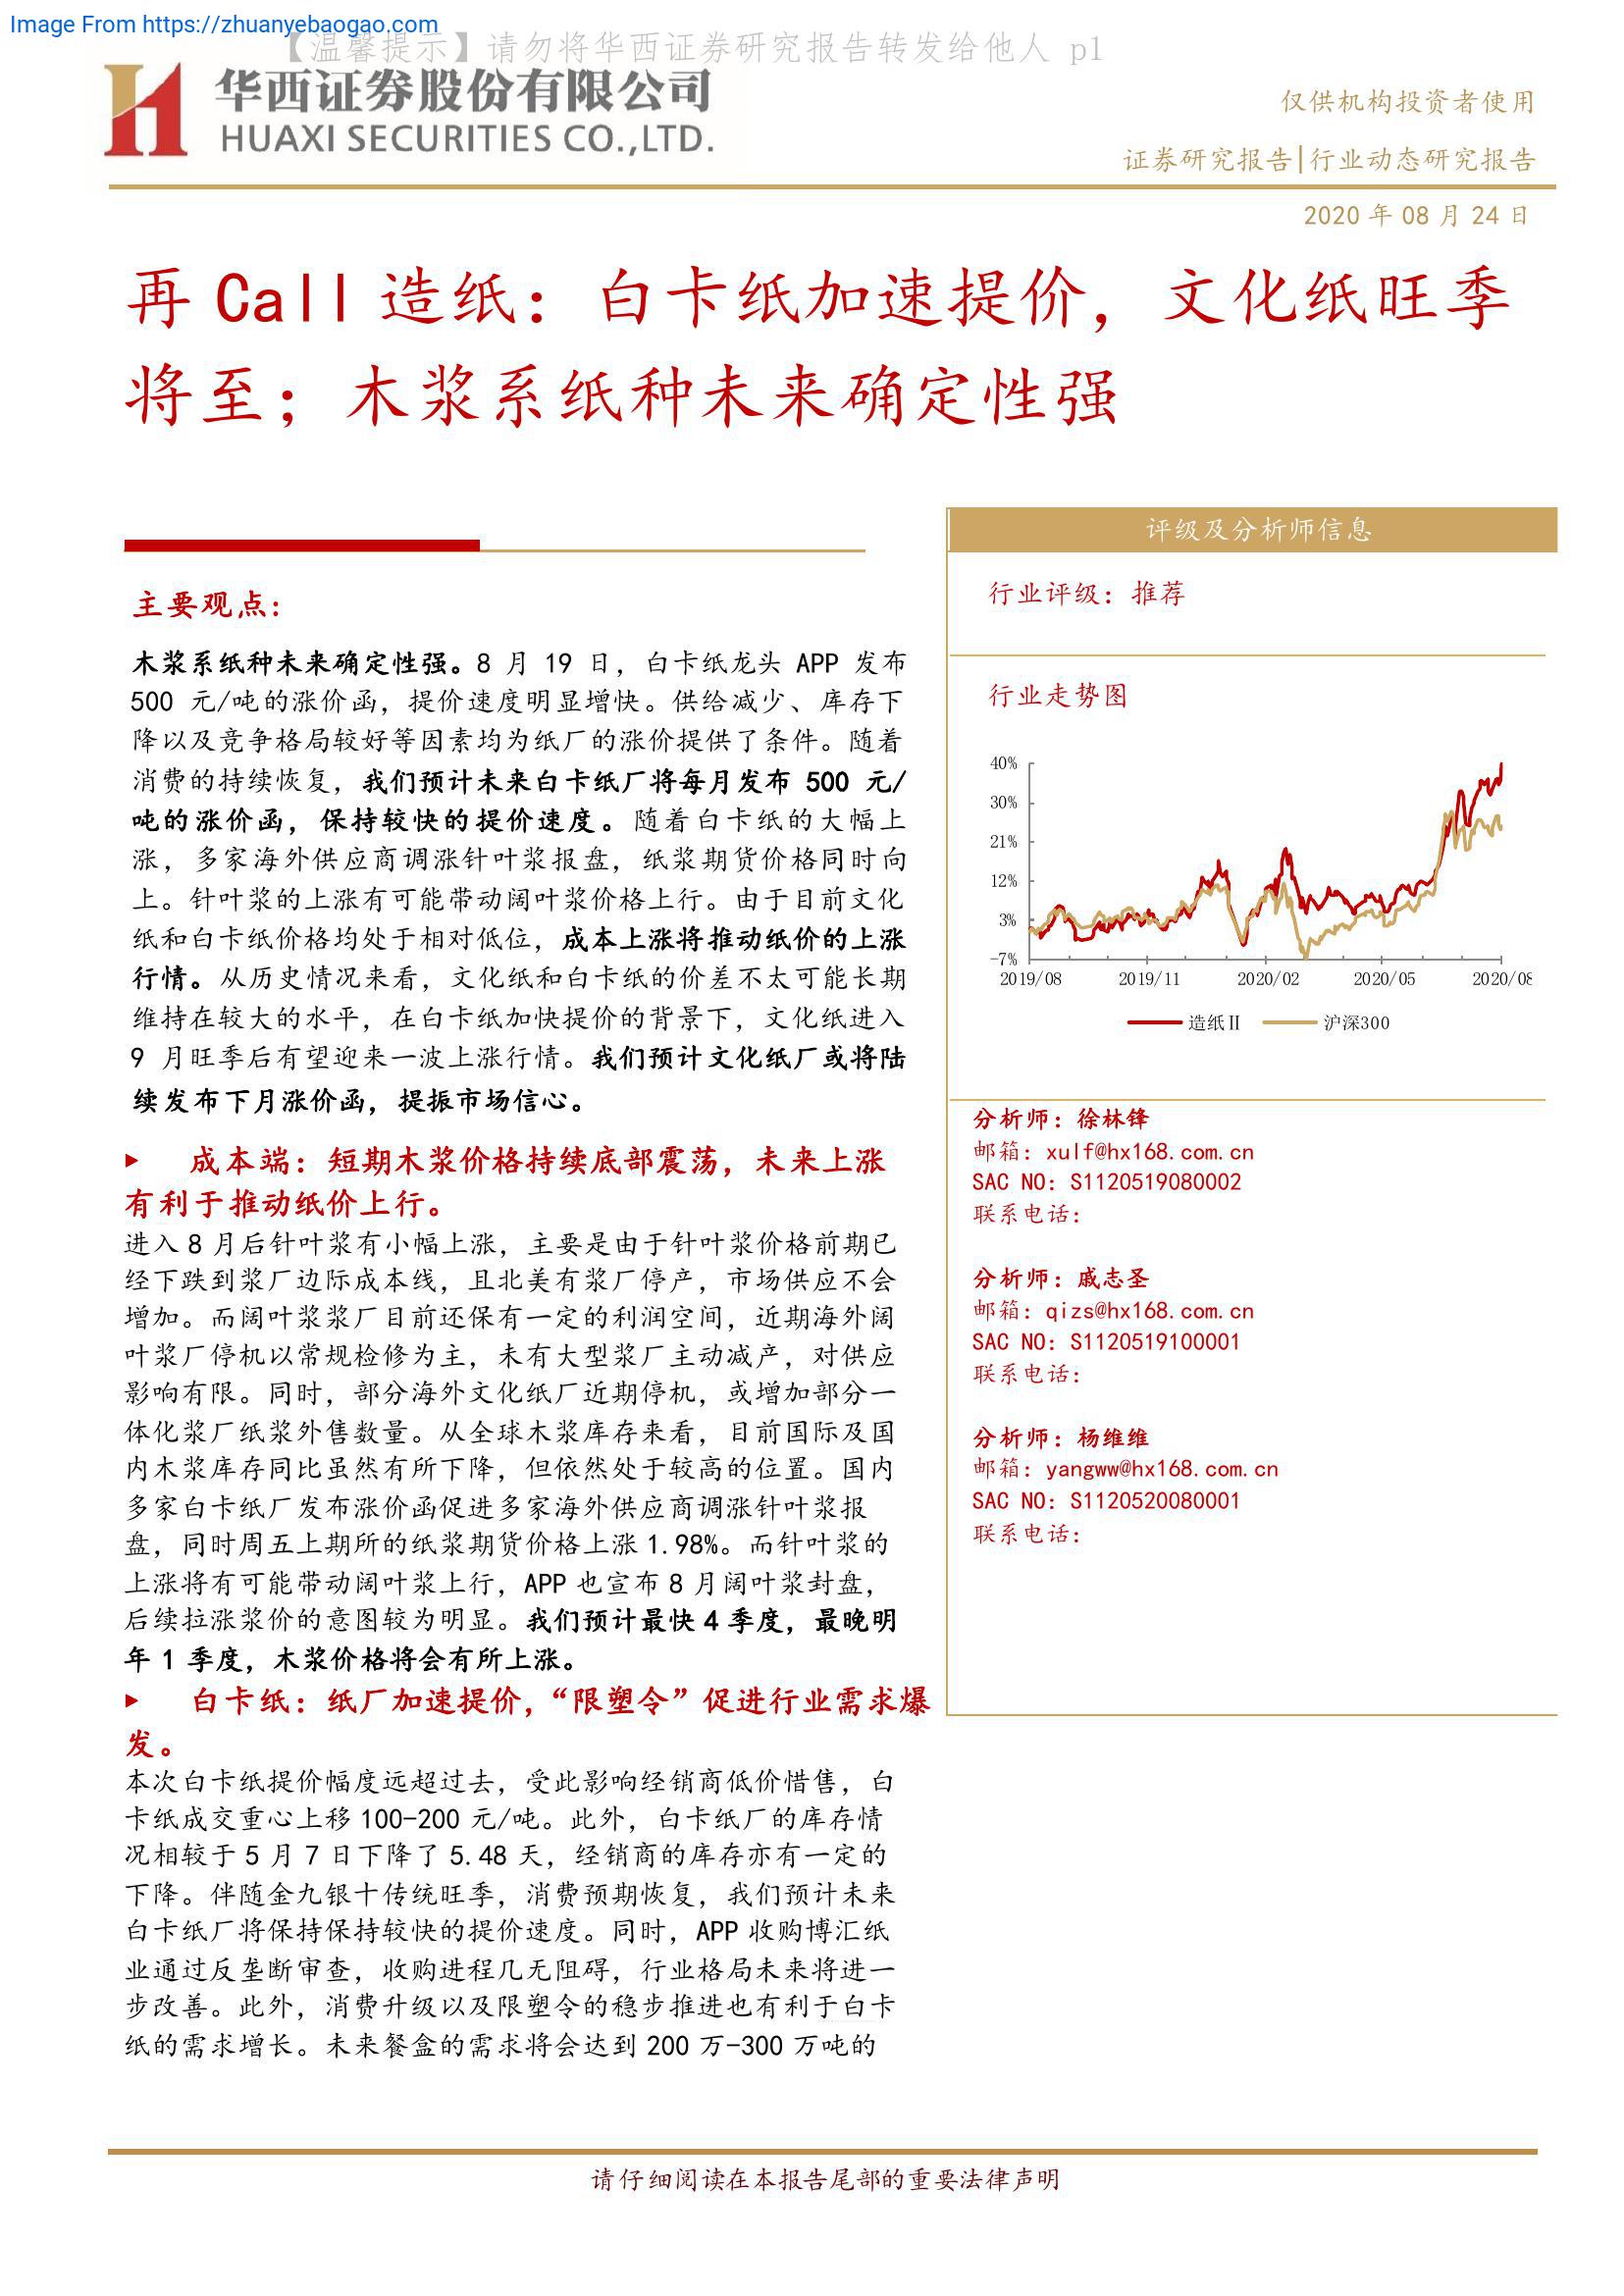 Image From https://zhuanyebaogao.com
【温馨提示】请勿将华西证券研究报告转发给他人 p1
华西证券股份有限公司
HUAXI SECURITIES CO.,LTD.
仅供机构投资者使用
证券研究报告|行业动态研究报告
2020 年 08 月 24 日
再 Call 造纸：白卡纸加速提价，文化纸旺季
将至；木浆系纸种未来确定性强
主要观点：
木浆系纸种未来确定性强。8 月 19 日，白卡纸龙头 APP 发布
500 元/吨的涨价函，提价速度明显增快。供给减少、库存下
降以及竞争格局较好等因素均为纸厂的涨价提供了条件。随着
消费的持续恢复，我们预计未来白卡纸厂将每月发布 500 元/
吨的涨价函，保持较快的提价速度。随着白卡纸的大幅上
涨，多家海外供应商调涨针叶浆报盘，纸浆期货价格同时向
上。针叶浆的上涨有可能带动阔叶浆价格上行。由于目前文化
纸和白卡纸价格均处于相对低位，成本上涨将推动纸价的上涨
行情。从历史情况来看，文化纸和白卡纸的价差不太可能长期
维持在较大的水平，在白卡纸加快提价的背景下，文化纸进入
9 月旺季后有望迎来一波上涨行情。我们预计文化纸厂或将陆
续发布下月涨价函，提振市场信心。
▶ 成本端：短期木浆价格持续底部震荡，未来上涨
有利于推动纸价上行。
进入 8 月后针叶浆有小幅上涨，主要是由于针叶浆价格前期已
经下跌到浆厂边际成本线，且北美有浆厂停产，市场供应不会
增加。而阔叶浆浆厂目前还保有一定的利润空间，近期海外阔
叶浆厂停机以常规检修为主，未有大型浆厂主动减产，对供应
影响有限。同时，部分海外文化纸厂近期停机，或增加部分一
体化浆厂纸浆外售数量。从全球木浆库存来看，目前国际及国
内木浆库存同比虽然有所下降，但依然处于较高的位置。国内
多家白卡纸厂发布涨价函促进多家海外供应商调涨针叶浆报
盘，同时周五上期所的纸浆期货价格上涨 1.98%。而针叶浆的
上涨将有可能带动阔叶浆上行，APP 也宣布 8 月阔叶浆封盘，
后续拉涨浆价的意图较为明显。我们预计最快 4 季度，最晚明
年 1 季度，木浆价格将会有所上涨。
▶ 白卡纸：纸厂加速提价，“限塑令”促进行业需求爆
发。
本次白卡纸提价幅度远超过去，受此影响经销商低价惜售，白
卡纸成交重心上移 100-200 元/吨。此外，白卡纸厂的库存情
况相较于 5 月 7 日下降了 5.48 天，经销商的库存亦有一定的
下降。伴随金九银十传统旺季，消费预期恢复，我们预计未来
白卡纸厂将保持保持较快的提价速度。同时，APP 收购博汇纸
业通过反垄断审查，收购进程几无阻碍，行业格局未来将进一
步改善。此外，消费升级以及限塑令的稳步推进也有利于白卡
纸的需求增长。未来餐盒的需求将会达到 200 万-300 万吨的
评级及分析师信息
行业评级：推荐
行业走势图
40%
30%
21%
12%
3%
-7%
2019/08 2019/11 2020/02 2020/05 2020/08
造纸Ⅱ 沪深300
分析师：徐林锋
邮箱：xulf@hx168.com.cn
SAC NO：S1120519080002
联系电话：
分析师：戚志圣
邮箱：qizs@hx168.com.cn
SAC NO：S1120519100001
联系电话：
分析师：杨维维
邮箱：yangww@hx168.com.cn
SAC NO：S1120520080001
联系电话：
请仔细阅读在本报告尾部的重要法律声明